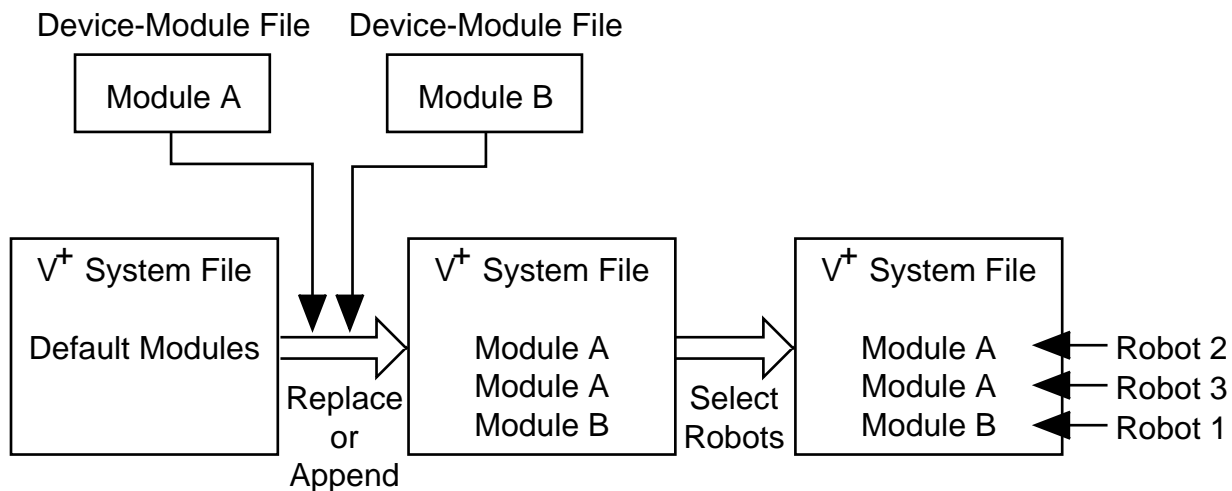 Device-Module File
Device-Module File
Module A
Module B
V+ System File
Default Modules
Replace
or
Append
V+ System File
Module A
Module A
Module B
Select
Robots
V+ System File
Module A
Module A
Module B
Robot 2
Robot 3
Robot 1